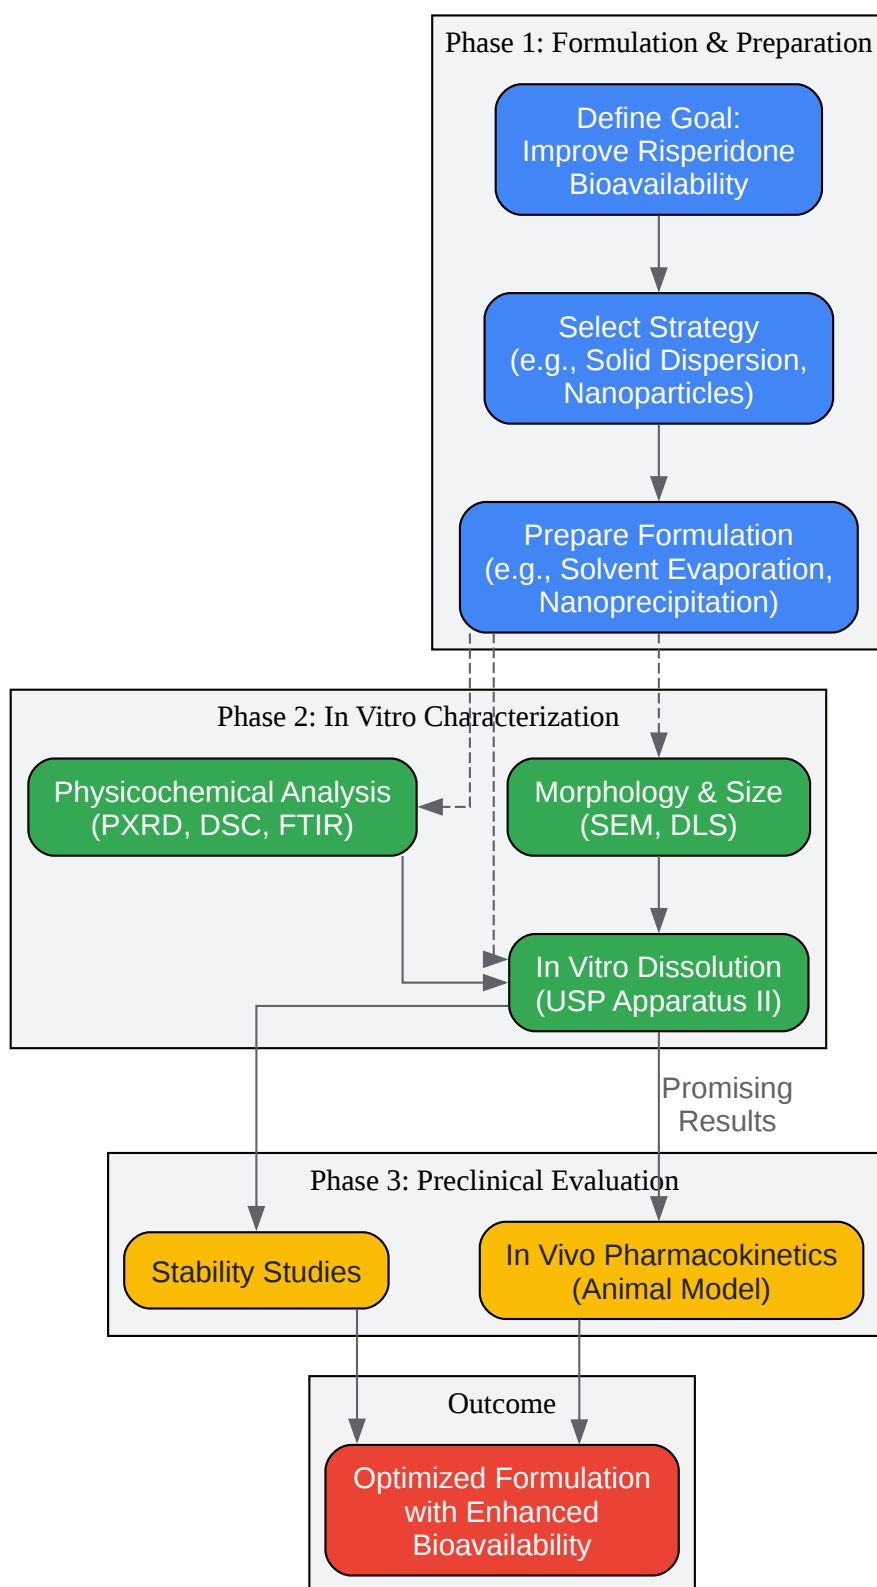 Phase 1: Formulation & Preparation
Define Goal:
Improve Risperidone
Bioavailability
Select Strategy
(e.g., Solid Dispersion,
Nanoparticles)
Prepare Formulation
(e.g., Solvent Evaporation,
Nanoprecipitation)
Phase 2: In Vitro Characterization
Physicochemical Analysis
(PXRD, DSC, FTIR)
Morphology & Size
(SEM, DLS)
In Vitro Dissolution
(USP Apparatus II)
Promising
Results
Phase 3: Preclinical Evaluation
Stability Studies
In Vivo Pharmacokinetics
(Animal Model)
Outcome
Optimized Formulation
with Enhanced
Bioavailability